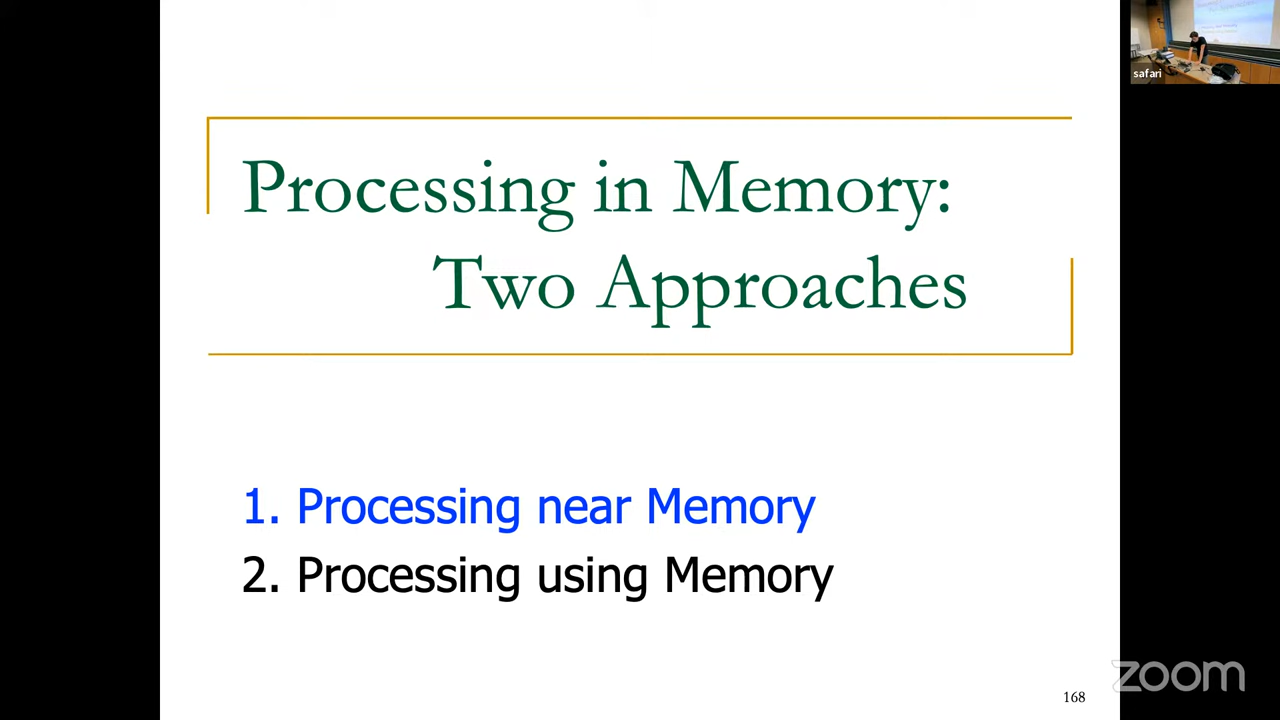 safari
Processing in Memory:
Two Approaches
1. Processing near Memory
2. Processing using Memory
168
zoom